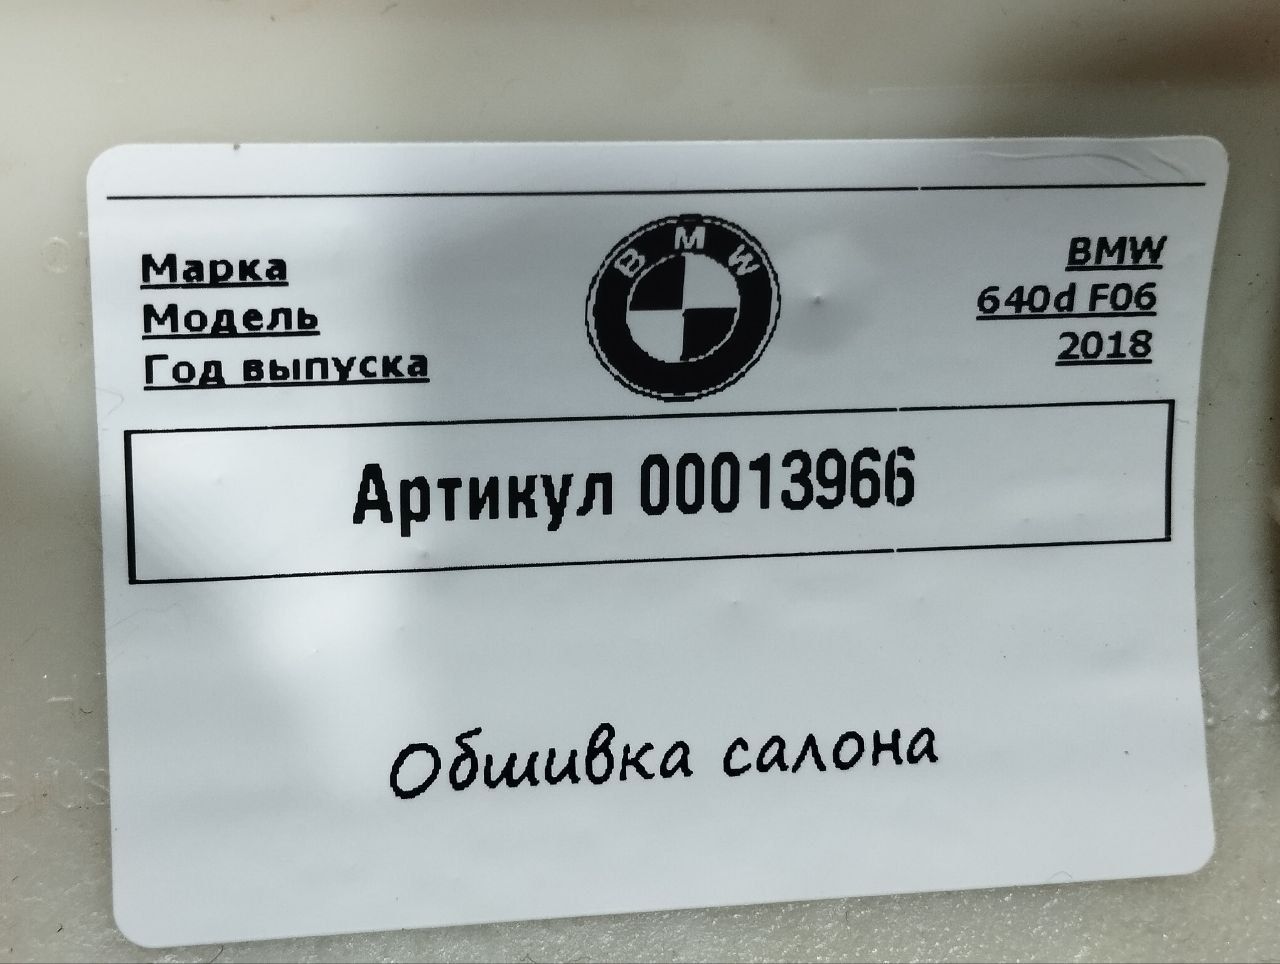 Марка BMW
Модель 640d F06
Год выпуска 2018
BMW
Артикул 00013966
Обшивка салона